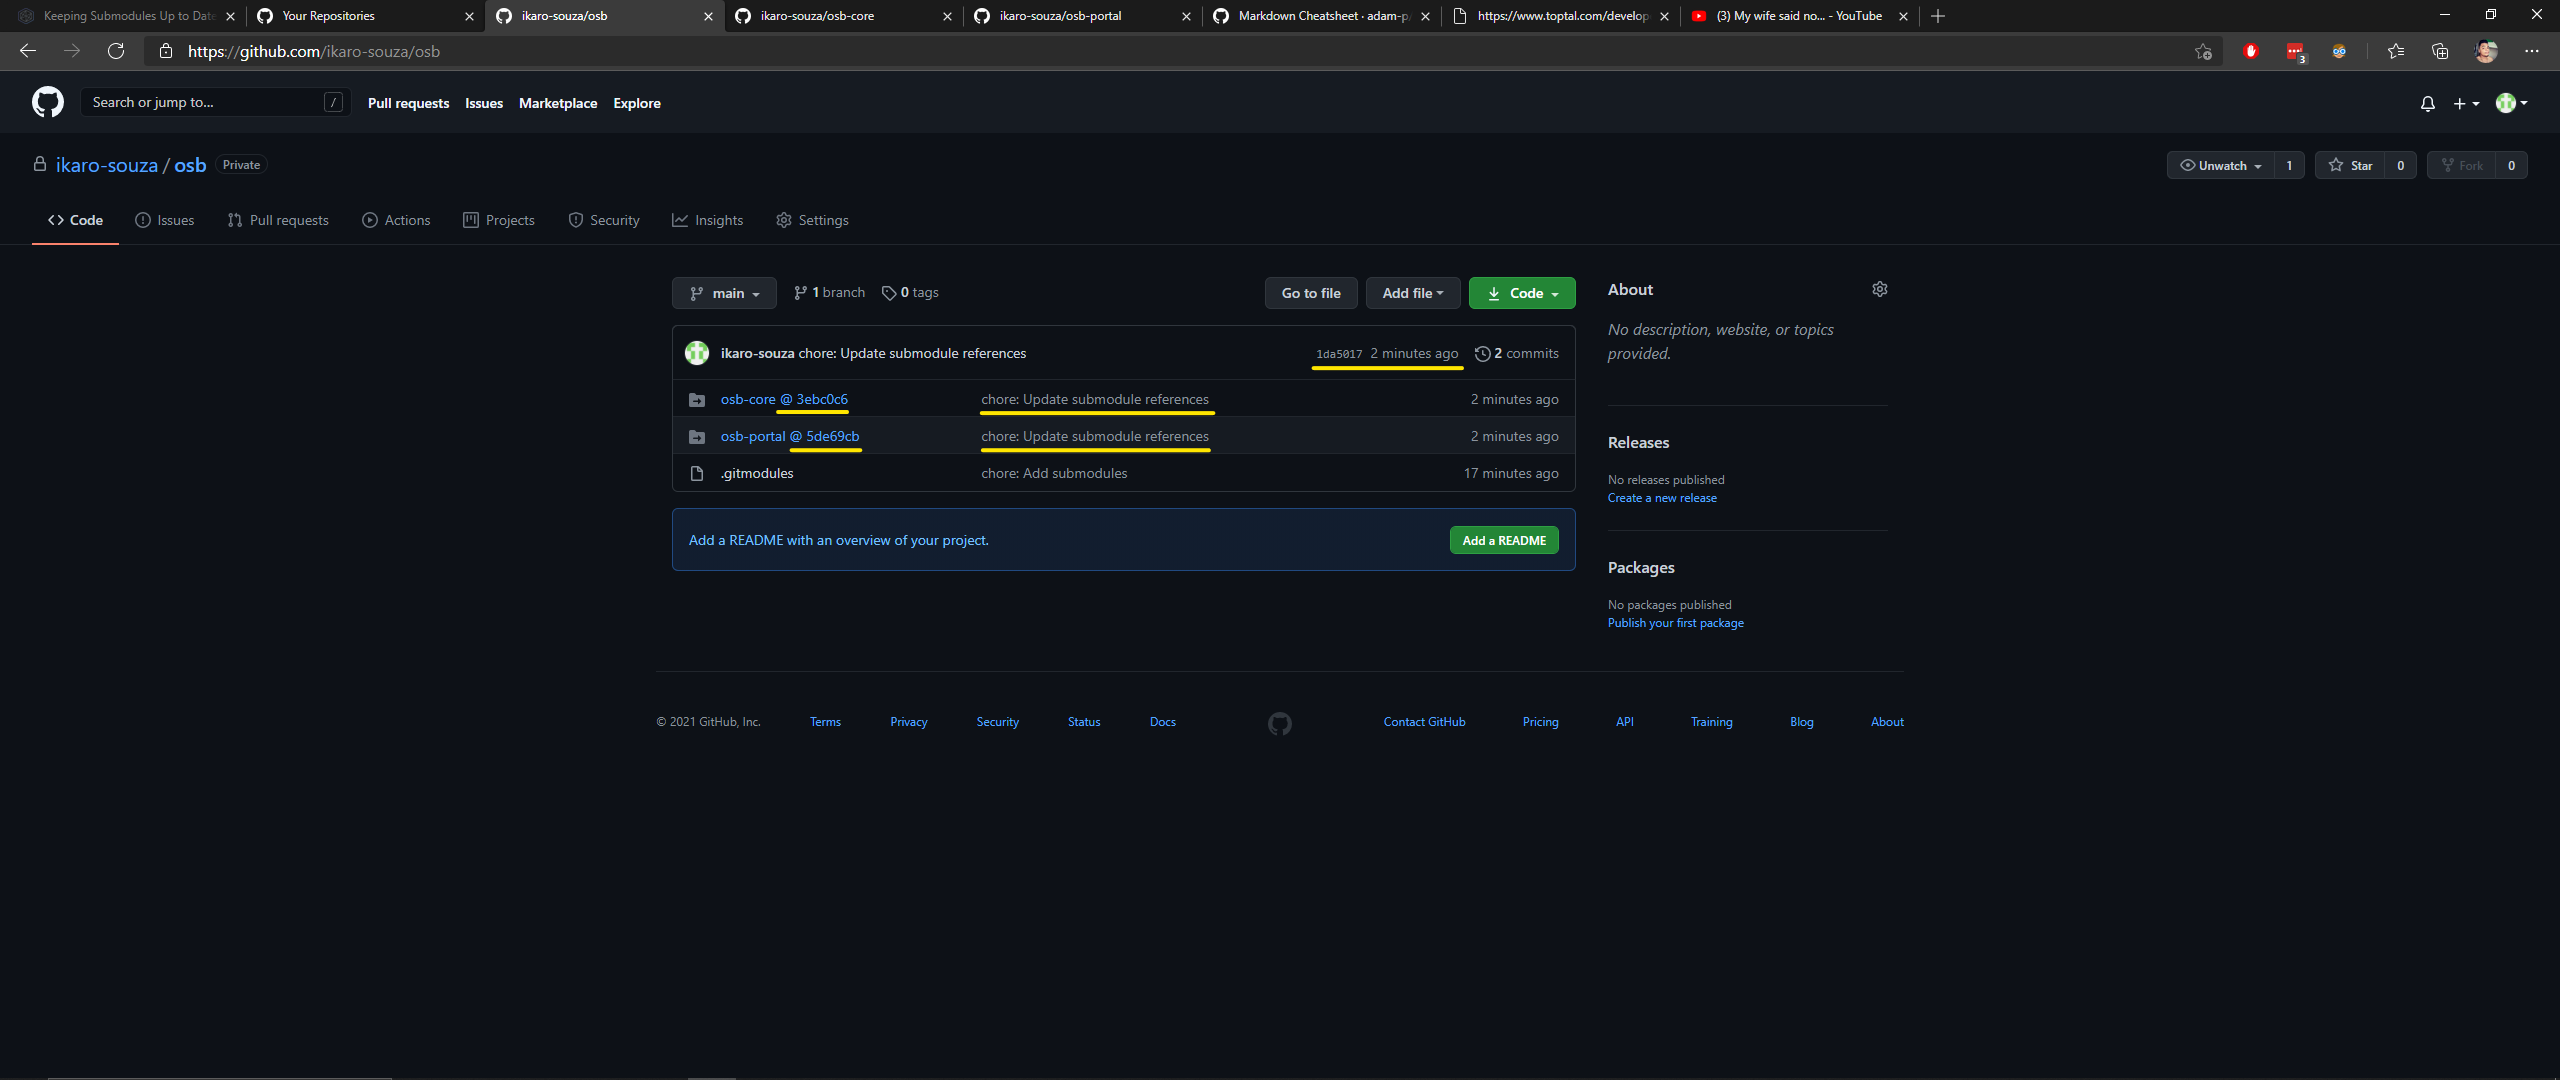 Keeping Submodules Up to Date
Your Repositories
ikaro-souza/osb
ikaro-souza/osb-core
ikaro-souza/osb-portal
Markdown Cheatsheet · adam-p/
https://www.toptal.com/develop
(3) My wife said no... - YouTube
https://github.com/ikaro-souza/osb
3
Search or jump to... /
Pull requests Issues Marketplace Explore
ikaro-souza / osb Private
Unwatch 1 Star 0 Fork 0
Code Issues Pull requests Actions Projects Security Insights Settings
main 1 branch 0 tags Go to file Add file Code
ikaro-souza chore: Update submodule references 1da5017 2 minutes ago 2 commits
osb-core @ 3ebc0c6 chore: Update submodule references 2 minutes ago
osb-portal @ 5de69cb chore: Update submodule references 2 minutes ago
.gitmodules chore: Add submodules 17 minutes ago
Add a README with an overview of your project. Add a README
About
No description, website, or topics
provided.
Releases
No releases published
Create a new release
Packages
No packages published
Publish your first package
© 2021 GitHub, Inc. Terms Privacy Security Status Docs Contact GitHub Pricing API Training Blog About